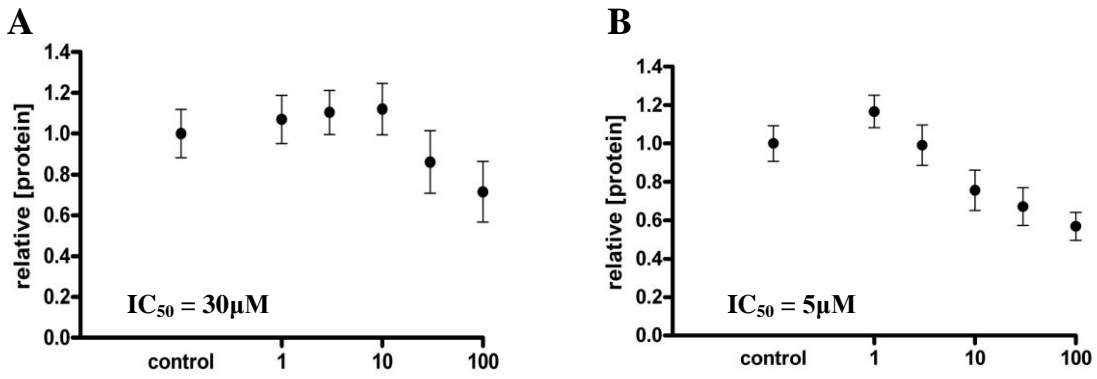 A
relative [protein]
1.4
1.2
1.0
0.8
0.6
0.4
0.2
0.0
IC₅₀ = 30µM
control 1 10 100
B
relative [protein]
1.4
1.2
1.0
0.8
0.6
0.4
0.2
0.0
IC₅₀ = 5µM
control 1 10 100